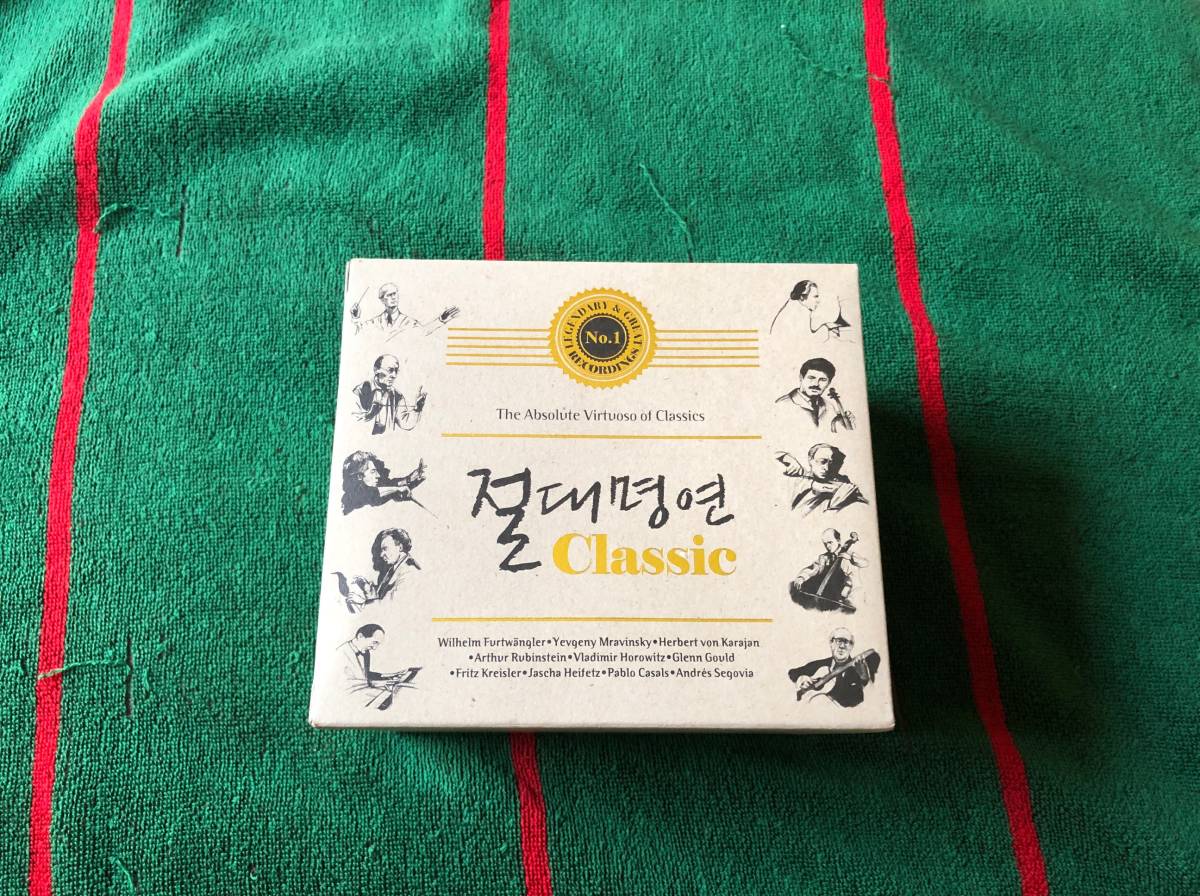 LEGENDARY & GREAT
No.1
RECORDINGS
The Absolute Virtuoso of Classics
절대명연
Classic
Wilhelm Furtwängler•Yevgeny Mravinsky•Herbert von Karajan
•Arthur Rubinstein•Vladimir Horowitz•Glenn Gould
•Fritz Kreisler•Jascha Heifetz•Pablo Casals•Andrés Segovia